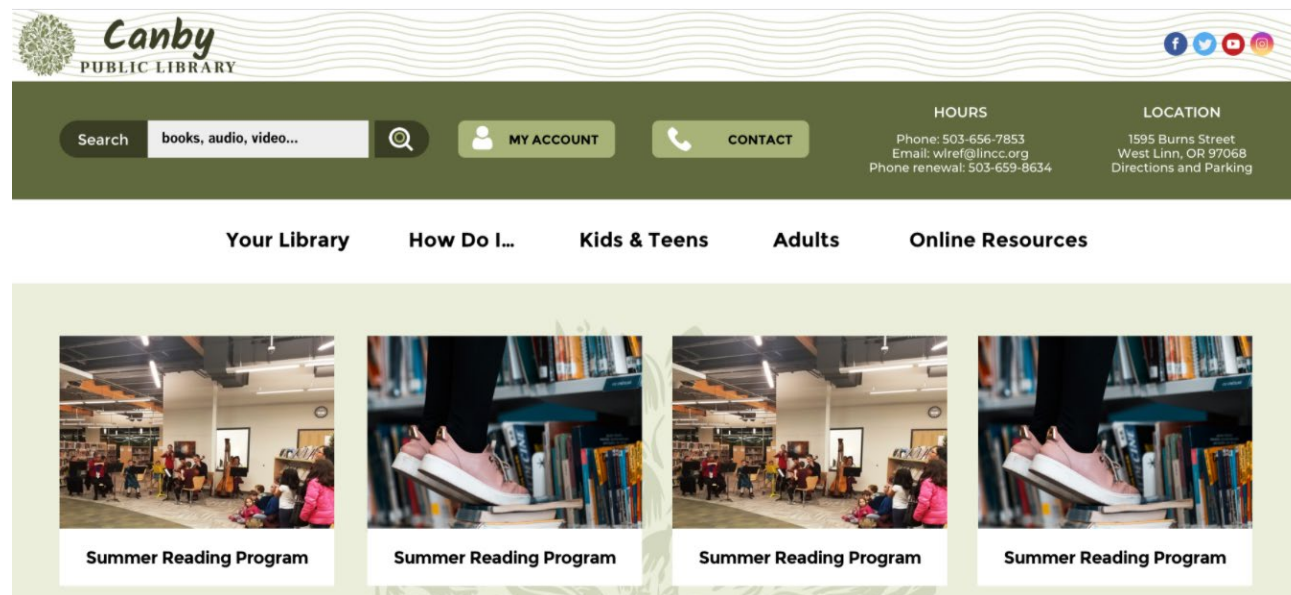 Canby
PUBLIC LIBRARY
Search
books, audio, video...
MY ACCOUNT
CONTACT
HOURS
Phone: 503-656-7853
Email: wlref@lincc.org
Phone renewal: 503-659-8634
LOCATION
1595 Burns Street
West Linn, OR 97068
Directions and Parking
Your Library
How Do I...
Kids & Teens
Adults
Online Resources
Summer Reading Program
Summer Reading Program
Summer Reading Program
Summer Reading Program